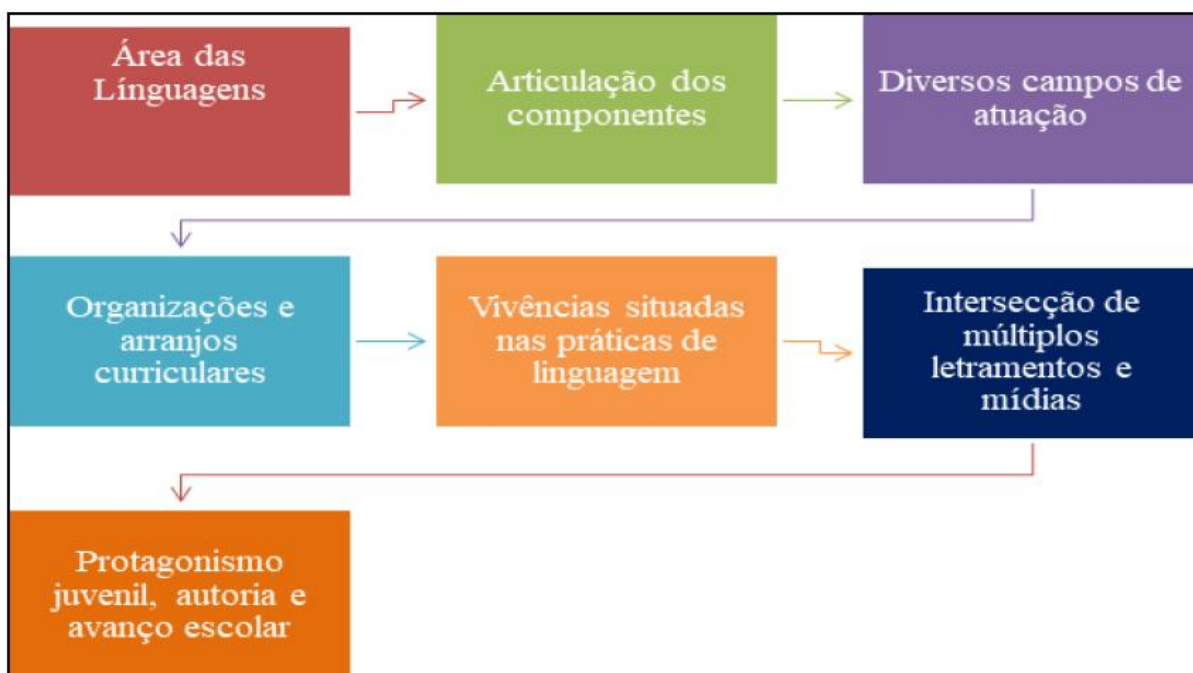 Área das
Línguagens
Articulação dos
componentes
Diversos campos de
atuação
Organizações e
arranjos
curriculares
Vivências situadas
nas práticas de
linguagem
Intersecção de
múltiplos
letramentos e
mídias
Protagonismo
juvenil, autoria e
avanço escolar